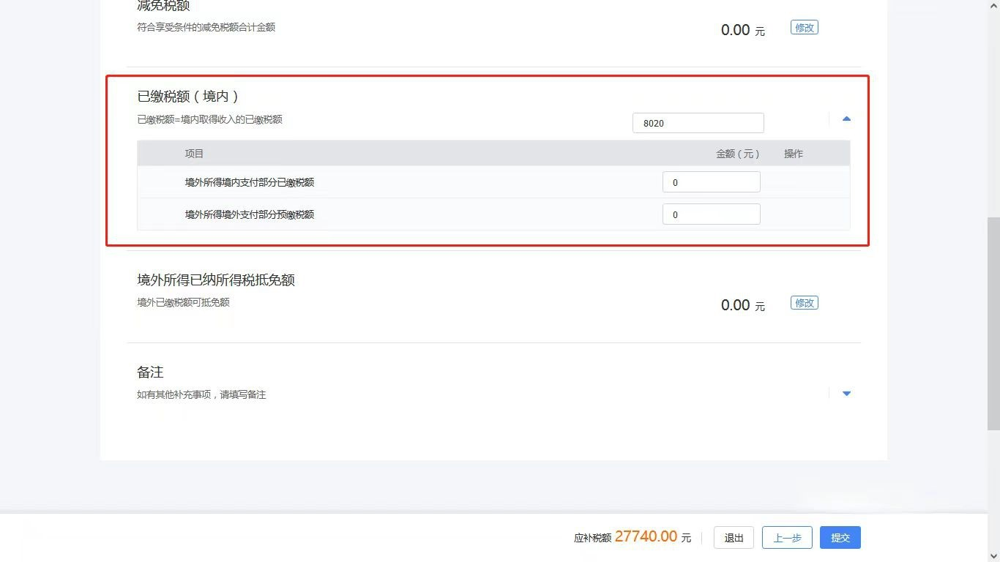 减免税额
符合享受条件的减免税额合计金额
0.00 元 修改
已缴税额（境内）
已缴税额=境内取得收入的已缴税额
8020
项目 金额（元） 操作
境外所得境内支付部分已缴税额 0
境外所得境外支付部分预缴税额 0
境外所得已纳所得税抵免额
境外已缴税额可抵免额
0.00 元 修改
备注
如有其他补充事项，请填写备注
应补税额 27740.00 元 退出 上一步 提交